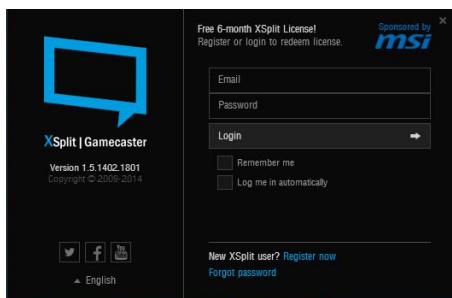 XSplit | Gamecaster
Version 1.5.1402.1801
Copyright © 2009-2014
English
Free 6-month XSplit License!
Register or login to redeem license.
Sponsored by
msi
Email
Password
Login
Remember me
Log me in automatically
New XSplit user? Register now
Forgot password